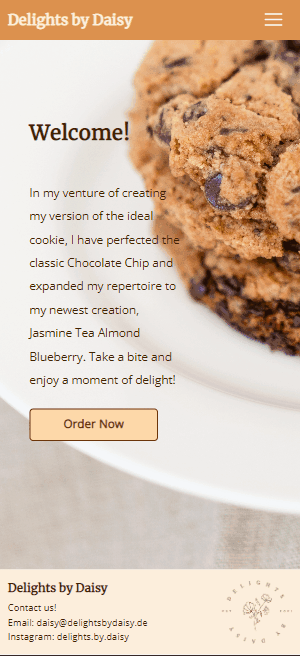 Delights by Daisy
Welcome!
In my venture of creating
my version of the ideal
cookie, I have perfected the
classic Chocolate Chip and
expanded my repertoire to
my newest creation,
Jasmine Tea Almond
Blueberry. Take a bite and
enjoy a moment of delight!
Order Now
Delights by Daisy
Contact us!
Email: daisy@delightsbydaisy.de
Instagram: delights.by.daisy
DELIGHTS
BY DAISY